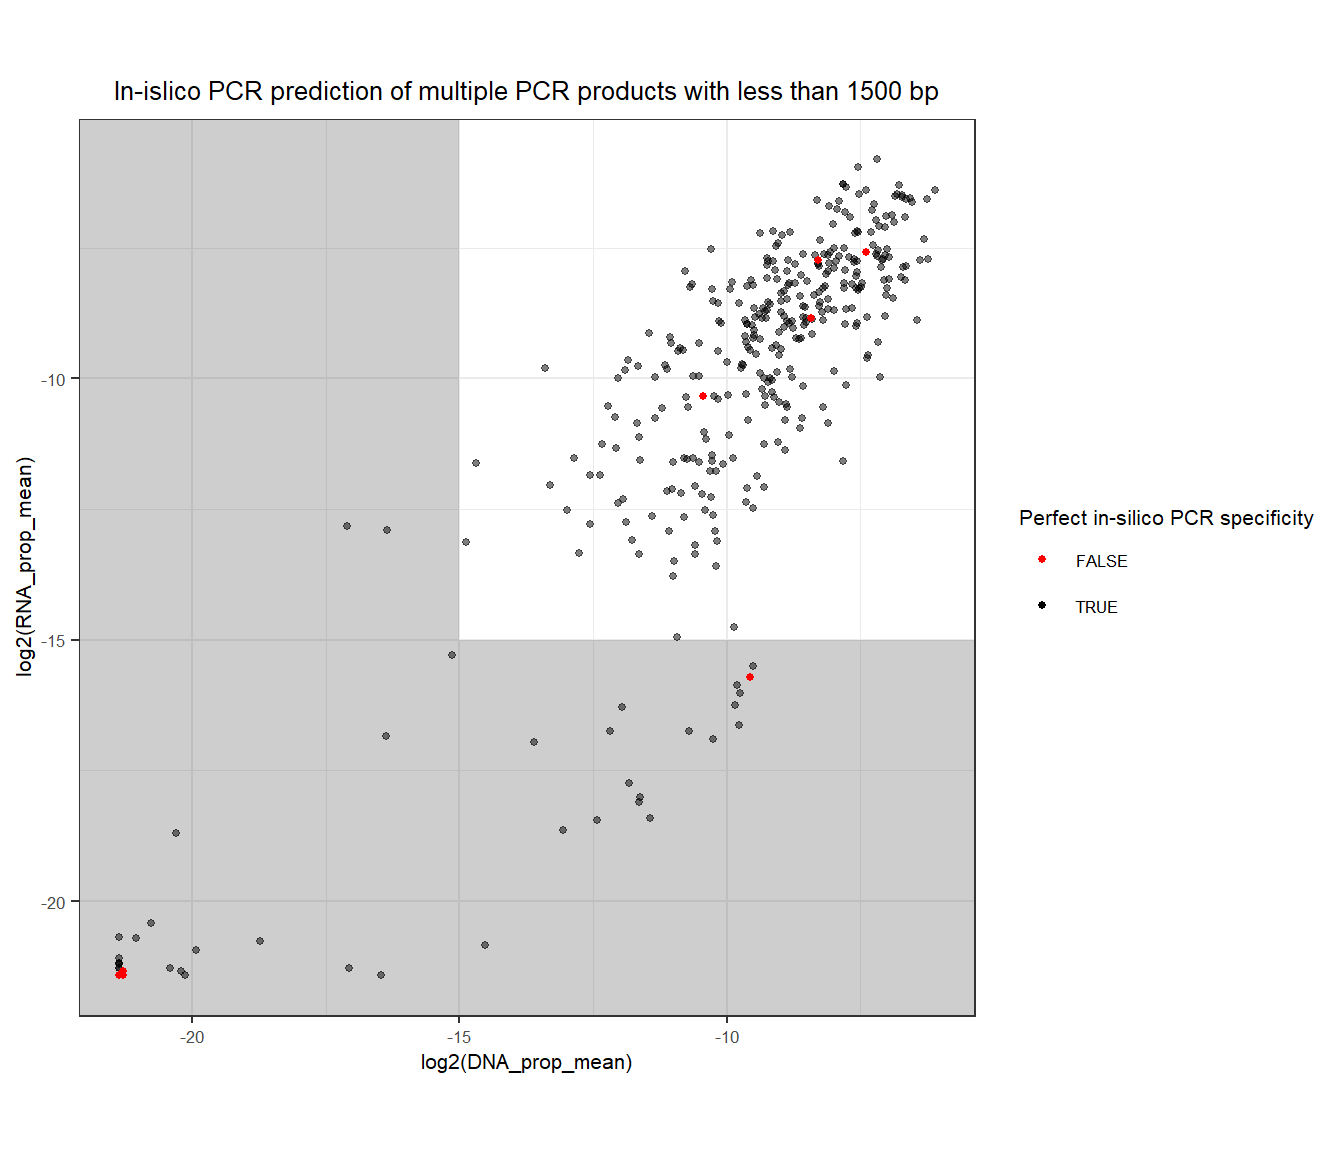 In-islico PCR prediction of multiple PCR products with less than 1500 bp
log2(RNA_prop_mean)
-10
-15
-20
-20
-15
-10
log2(DNA_prop_mean)
Perfect in-silico PCR specificity
FALSE
TRUE